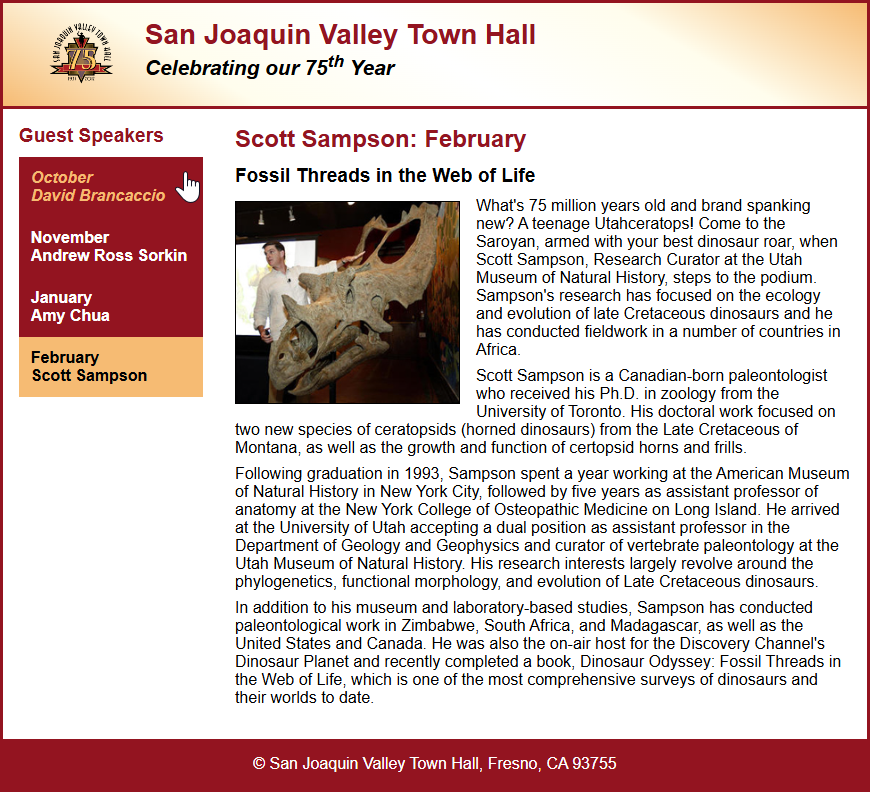 SAN JOAQUIN VALLEY TOWN HALL
75
San Joaquin Valley Town Hall
Celebrating our 75th Year
Guest Speakers
October
David Brancaccio
November
Andrew Ross Sorkin
January
Amy Chua
February
Scott Sampson
Scott Sampson: February
Fossil Threads in the Web of Life
What's 75 million years old and brand spanking
new? A teenage Utahceratops! Come to the
Saroyan, armed with your best dinosaur roar, when
Scott Sampson, Research Curator at the Utah
Museum of Natural History, steps to the podium.
Sampson's research has focused on the ecology
and evolution of late Cretaceous dinosaurs and he
has conducted fieldwork in a number of countries in
Africa.
Scott Sampson is a Canadian-born paleontologist
who received his Ph.D. in zoology from the
University of Toronto. His doctoral work focused on
two new species of ceratopsids (horned dinosaurs) from the Late Cretaceous of
Montana, as well as the growth and function of certopsid horns and frills.
Following graduation in 1993, Sampson spent a year working at the American Museum
of Natural History in New York City, followed by five years as assistant professor of
anatomy at the New York College of Osteopathic Medicine on Long Island. He arrived
at the University of Utah accepting a dual position as assistant professor in the
Department of Geology and Geophysics and curator of vertebrate paleontology at the
Utah Museum of Natural History. His research interests largely revolve around the
phylogenetics, functional morphology, and evolution of Late Cretaceous dinosaurs.
In addition to his museum and laboratory-based studies, Sampson has conducted
paleontological work in Zimbabwe, South Africa, and Madagascar, as well as the
United States and Canada. He was also the on-air host for the Discovery Channel's
Dinosaur Planet and recently completed a book, Dinosaur Odyssey: Fossil Threads in
the Web of Life, which is one of the most comprehensive surveys of dinosaurs and
their worlds to date.
© San Joaquin Valley Town Hall, Fresno, CA 93755